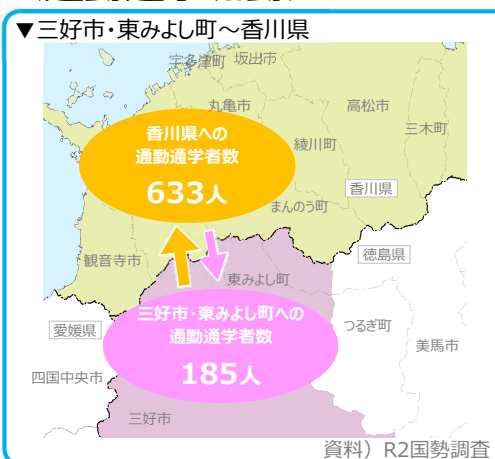 ▼三好市・東みよし町～香川県
宇多津町 坂出市
丸亀市 高松市
香川県への
通勤通学者数
633人
綾川町 三木町
香川県
まんのう町
観音寺市
徳島県
東みよし町
三好市・東みよし町への
通勤通学者数
185人
愛媛県
つるぎ町
美馬市
四国中央市
三好市
資料）R2国勢調査